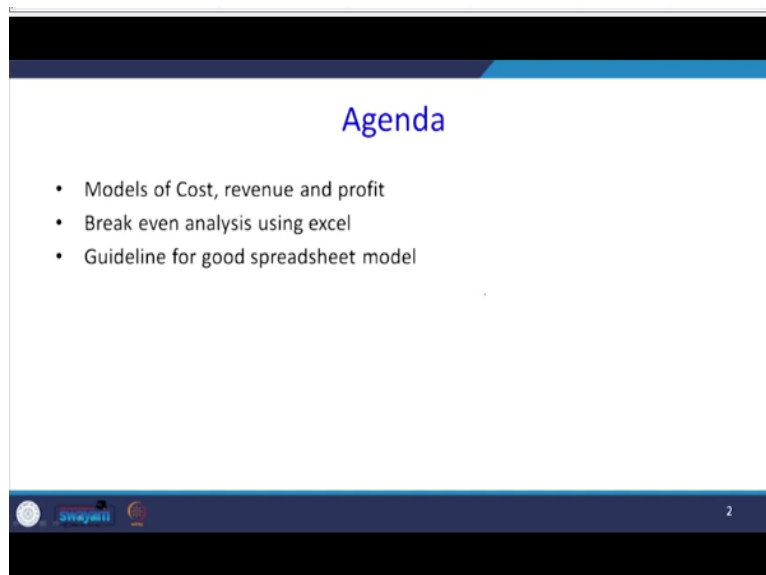 Agenda
• Models of Cost, revenue and profit
• Break even analysis using excel
• Guideline for good spreadsheet model
swayam
2